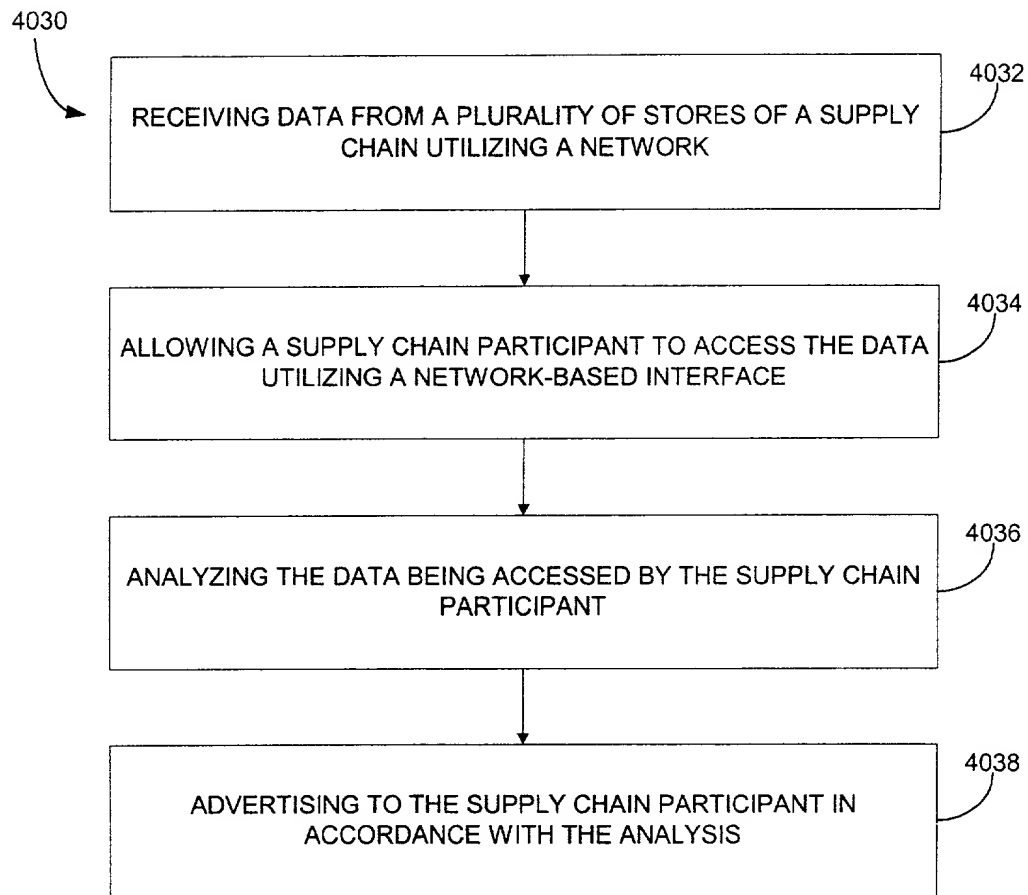 4030
4032
RECEIVING DATA FROM A PLURALITY OF STORES OF A SUPPLY
CHAIN UTILIZING A NETWORK
4034
ALLOWING A SUPPLY CHAIN PARTICIPANT TO ACCESS THE DATA
UTILIZING A NETWORK-BASED INTERFACE
4036
ANALYZING THE DATA BEING ACCESSED BY THE SUPPLY CHAIN
PARTICIPANT
4038
ADVERTISING TO THE SUPPLY CHAIN PARTICIPANT IN
ACCORDANCE WITH THE ANALYSIS